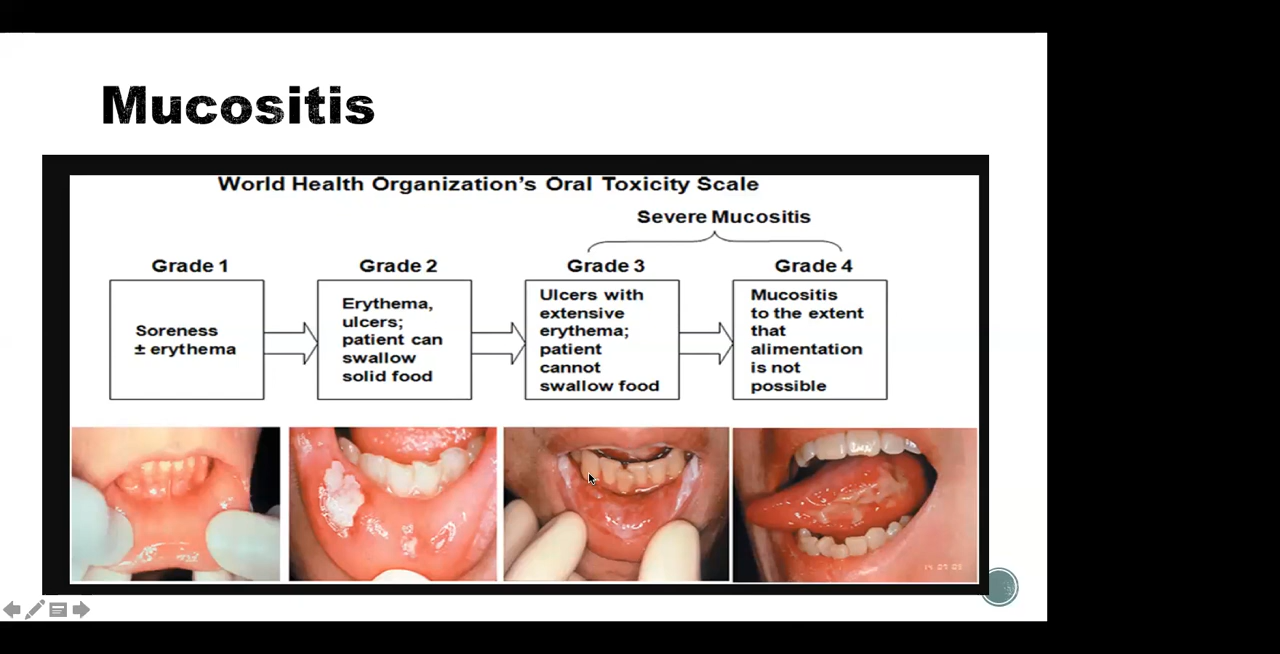 Mucositis
World Health Organization's Oral Toxicity Scale
Severe Mucositis
Grade 1
Grade 2
Grade 3
Grade 4
Soreness
± erythema
Erythema,
ulcers;
patient can
swallow
solid food
Ulcers with
extensive
erythema;
patient
cannot
swallow food
Mucositis
to the extent
that
alimentation
is not
possible